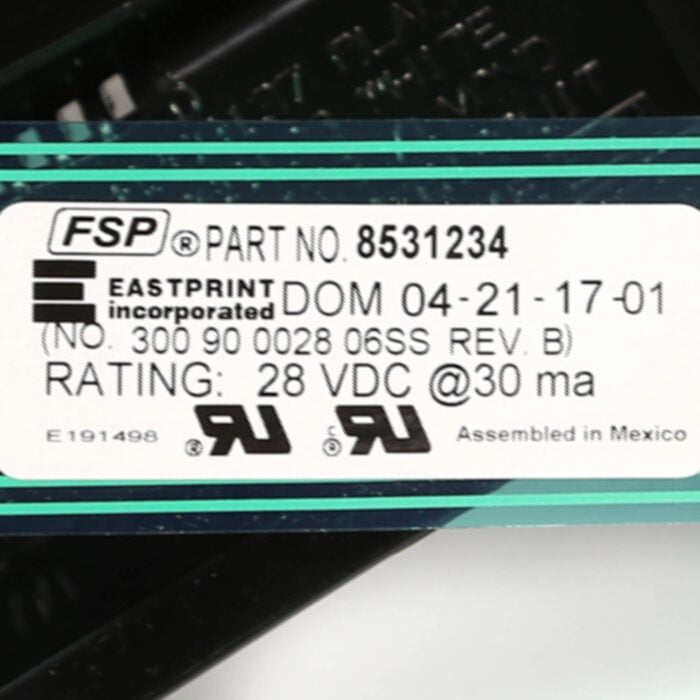 FSP ® PART NO. 8531234
EASTPRINT
incorporated DOM 04-21-17-01
(NO. 300 90 0028 06SS REV. B)
RATING: 28 VDC @30 ma
E191498 ® c ® Assembled in Mexico